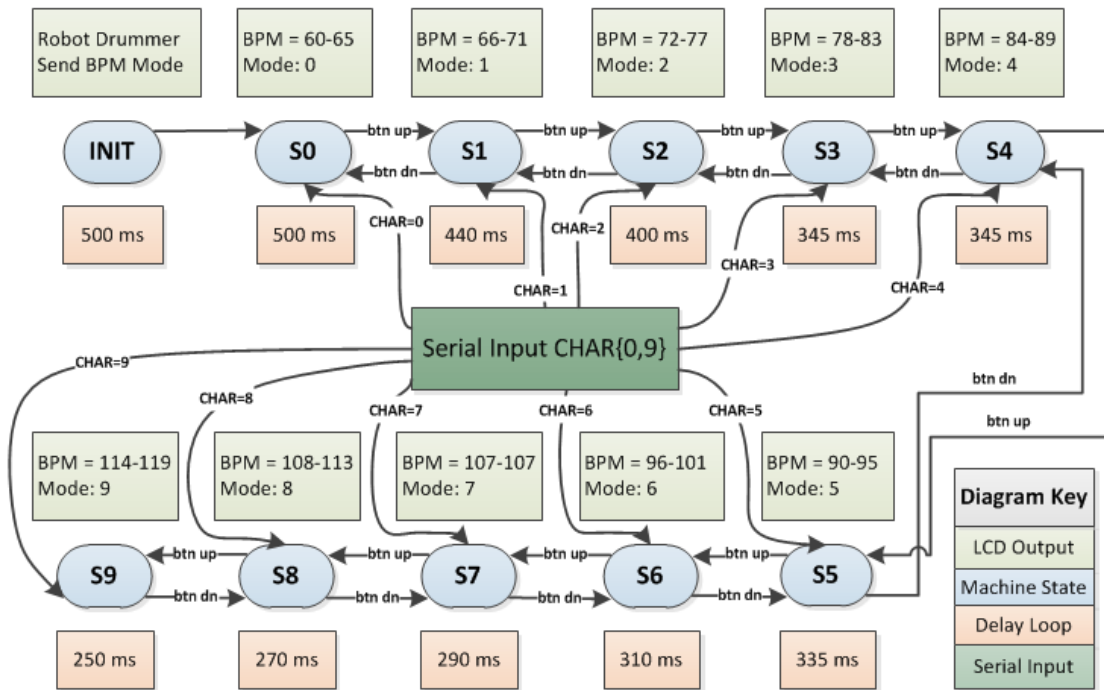 Robot Drummer
Send BPM Mode
BPM = 60-65
Mode: 0
BPM = 66-71
Mode: 1
BPM = 72-77
Mode: 2
BPM = 78-83
Mode:3
BPM = 84-89
Mode: 4
INIT
S0
btn up
btn dn
S1
btn up
btn dn
S2
btn up
btn dn
S3
btn up
btn dn
S4
500 ms
500 ms
440 ms
400 ms
345 ms
345 ms
CHAR=0
CHAR=1
CHAR=2
CHAR=3
CHAR=4
Serial Input CHAR{0,9}
CHAR=9
CHAR=8
CHAR=7
CHAR=6
CHAR=5
btn dn
btn up
BPM = 114-119
Mode: 9
BPM = 108-113
Mode: 8
BPM = 107-107
Mode: 7
BPM = 96-101
Mode: 6
BPM = 90-95
Mode: 5
S9
btn up
btn dn
S8
btn up
btn dn
S7
btn up
btn dn
S6
btn up
btn dn
S5
250 ms
270 ms
290 ms
310 ms
335 ms
Diagram Key
LCD Output
Machine State
Delay Loop
Serial Input